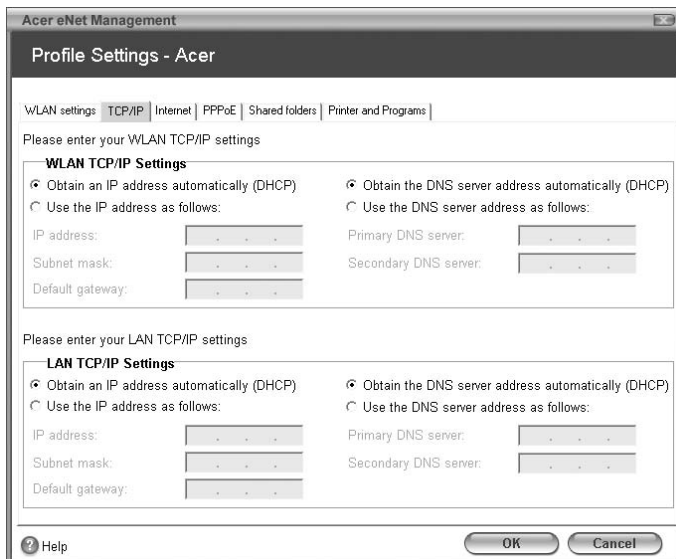 Acer eNet Management
Profile Settings - Acer
WLAN settings TCP/IP Internet PPPoE Shared folders Printer and Programs
Please enter your WLAN TCP/IP settings
WLAN TCP/IP Settings
Obtain an IP address automatically (DHCP) Obtain the DNS server address automatically (DHCP)
Use the IP address as follows: Use the DNS server address as follows:
IP address: Primary DNS server:
Subnet mask: Secondary DNS server:
Default gateway:
Please enter your LAN TCP/IP settings
LAN TCP/IP Settings
Obtain an IP address automatically (DHCP) Obtain the DNS server address automatically (DHCP)
Use the IP address as follows: Use the DNS server address as follows:
IP address: Primary DNS server:
Subnet mask: Secondary DNS server:
Default gateway:
? Help OK Cancel